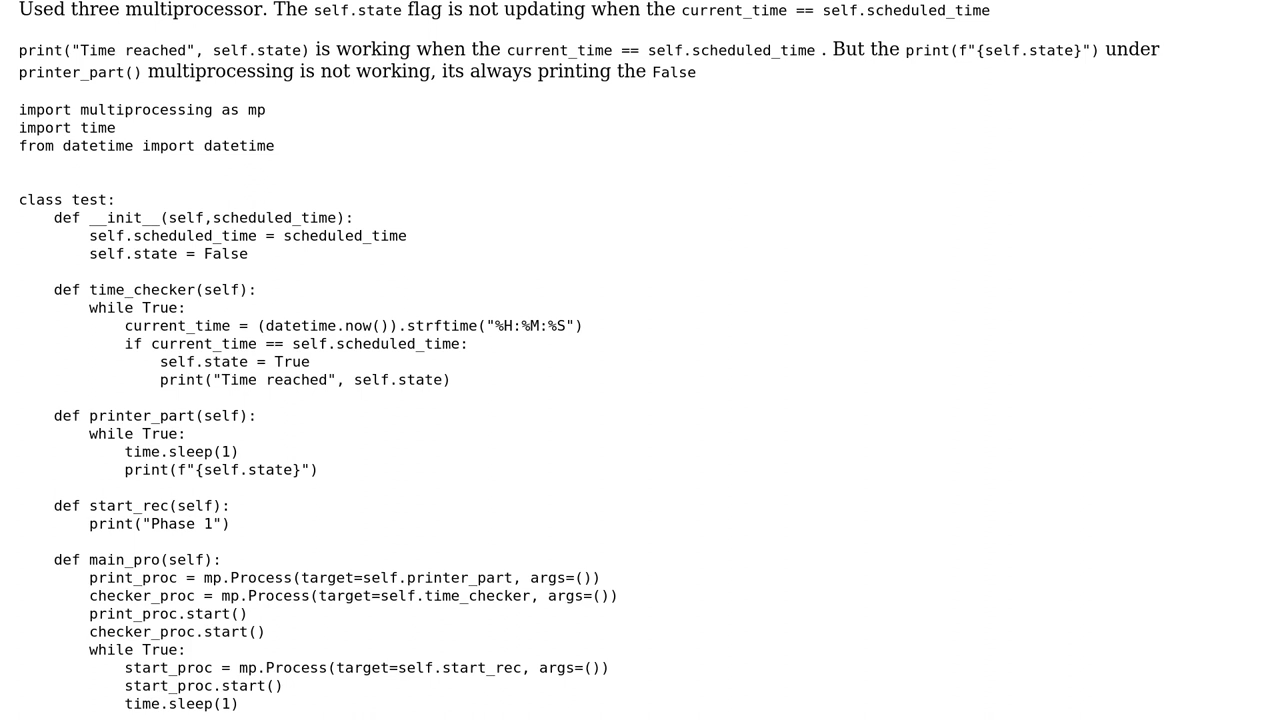 Used three multiprocessor. The self.state flag is not updating when the current_time == self.scheduled_time
print("Time reached", self.state) is working when the current_time == self.scheduled_time . But the print(f"{self.state}") under
printer_part() multiprocessing is not working, its always printing the False
import multiprocessing as mp
import time
from datetime import datetime
class test:
    def __init__(self,scheduled_time):
        self.scheduled_time = scheduled_time
        self.state = False
    def time_checker(self):
        while True:
            current_time = (datetime.now()).strftime("%H:%M:%S")
            if current_time == self.scheduled_time:
                self.state = True
                print("Time reached", self.state)
    def printer_part(self):
        while True:
            time.sleep(1)
            print(f"{self.state}")
    def start_rec(self):
        print("Phase 1")
    def main_pro(self):
        print_proc = mp.Process(target=self.printer_part, args=())
        checker_proc = mp.Process(target=self.time_checker, args=())
        print_proc.start()
        checker_proc.start()
        while True:
            start_proc = mp.Process(target=self.start_rec, args=())
            start_proc.start()
            time.sleep(1)